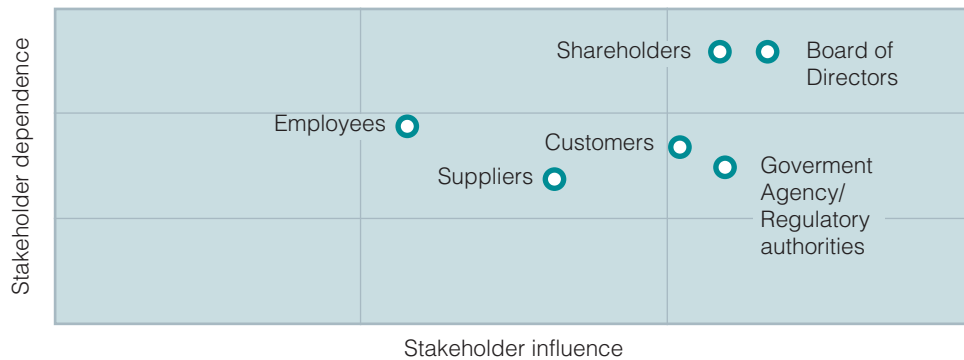 Stakeholder dependence
Shareholders
Board of
Directors
Employees
Customers
Suppliers
Goverment
Agency/
Regulatory
authorities
Stakeholder influence